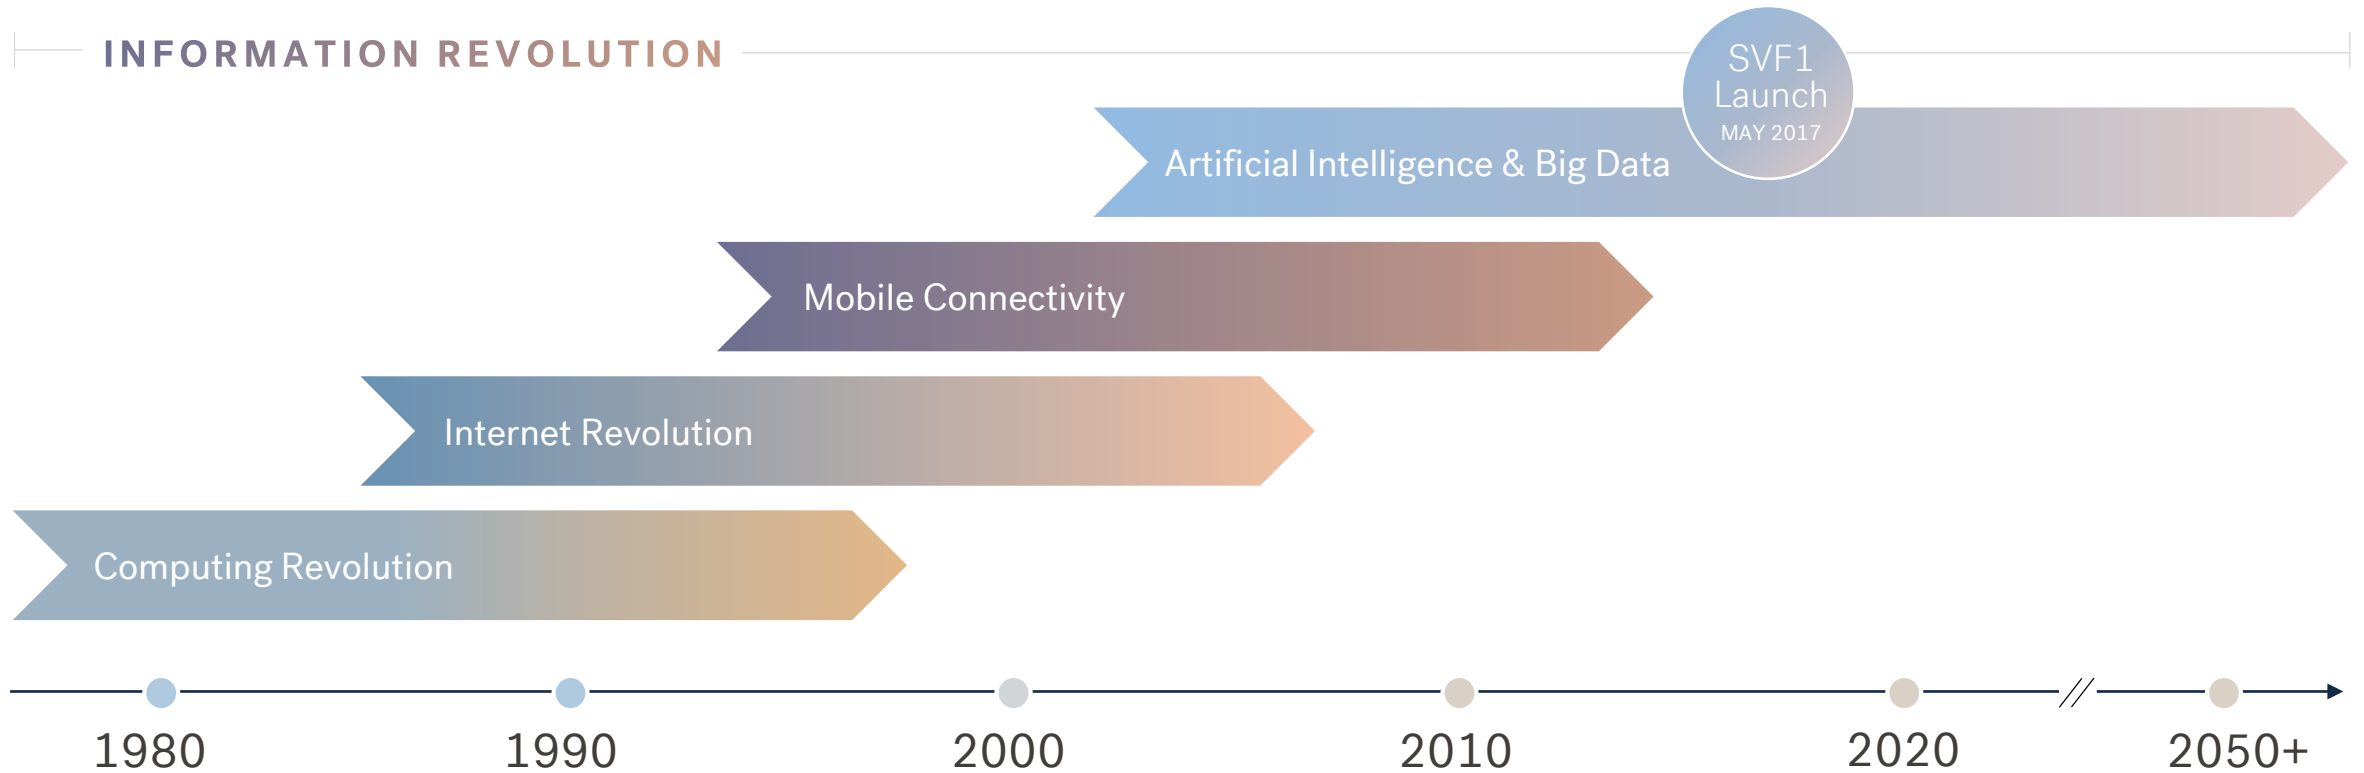 INFORMATION REVOLUTION
SVF1
Launch
MAY 2017
Artificial Intelligence & Big Data
Mobile Connectivity
Internet Revolution
Computing Revolution
1980 1990 2000 2010 2020 2050+